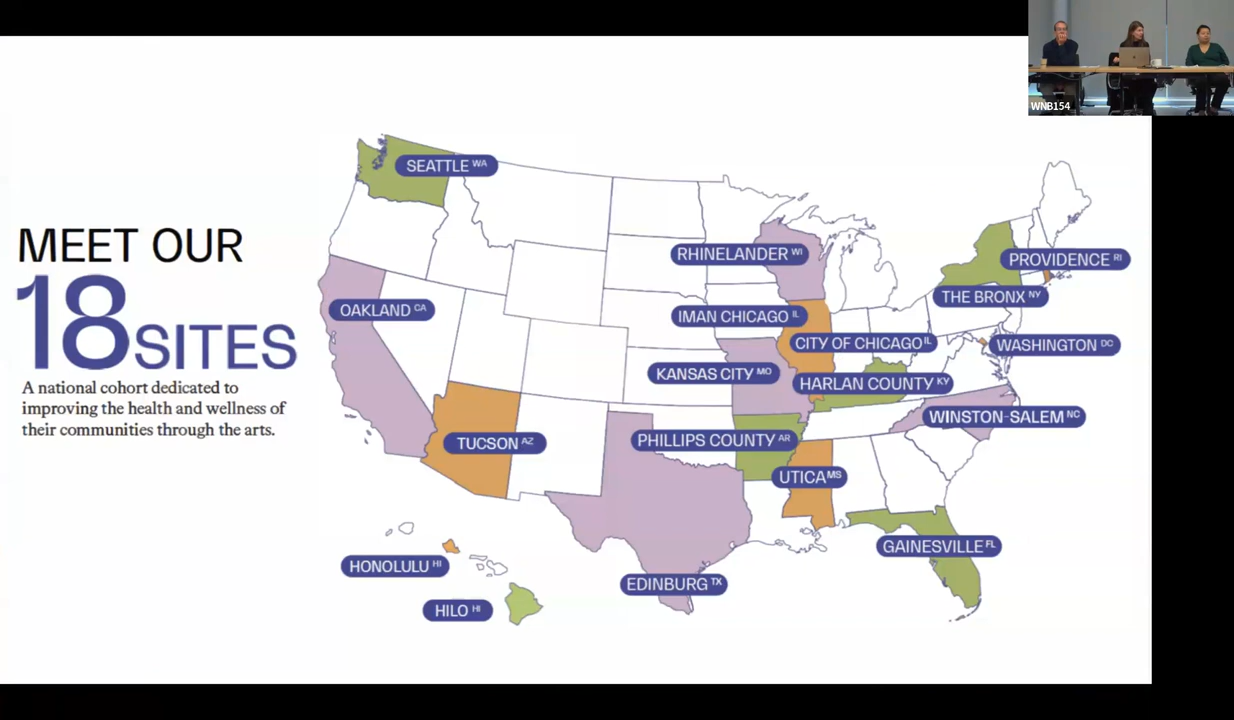 WNB154
MEET OUR
18 SITES
A national cohort dedicated to
improving the health and wellness of
their communities through the arts.
SEATTLE WA
RHINELANDER WI
PROVIDENCE RI
THE BRONX NY
OAKLAND CA
IMAN CHICAGO IL
CITY OF CHICAGO IL
WASHINGTON DC
KANSAS CITY MO
HARLAN COUNTY KY
WINSTON-SALEM NC
TUCSON AZ
PHILLIPS COUNTY AR
UTICA MS
GAINESVILLE FL
HONOLULU HI
EDINBURG TX
HILO HI